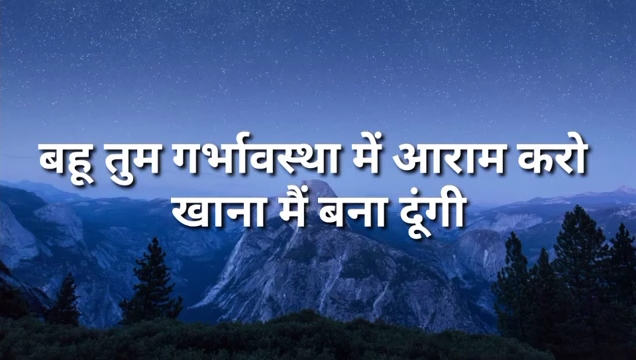 बहू तुम गर्भावस्था में आराम करो
खाना मैं बना दूंगी